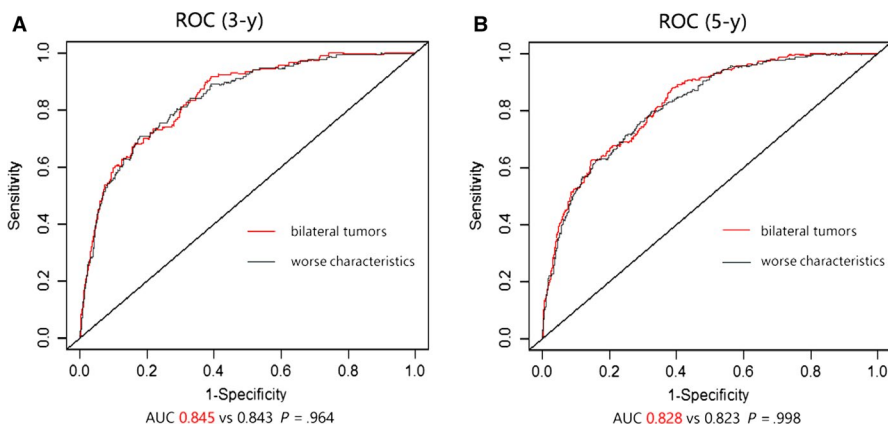 A
ROC (3-y)
Sensitivity
1.0
0.8
0.6
0.4
0.2
0.0
bilateral tumors
worse characteristics
0.0 0.2 0.4 0.6 0.8 1.0
1-Specificity
AUC 0.845 vs 0.843 P = .964
B
ROC (5-y)
Sensitivity
1.0
0.8
0.6
0.4
0.2
0.0
bilateral tumors
worse characteristics
0.0 0.2 0.4 0.6 0.8 1.0
1-Specificity
AUC 0.828 vs 0.823 P = .998